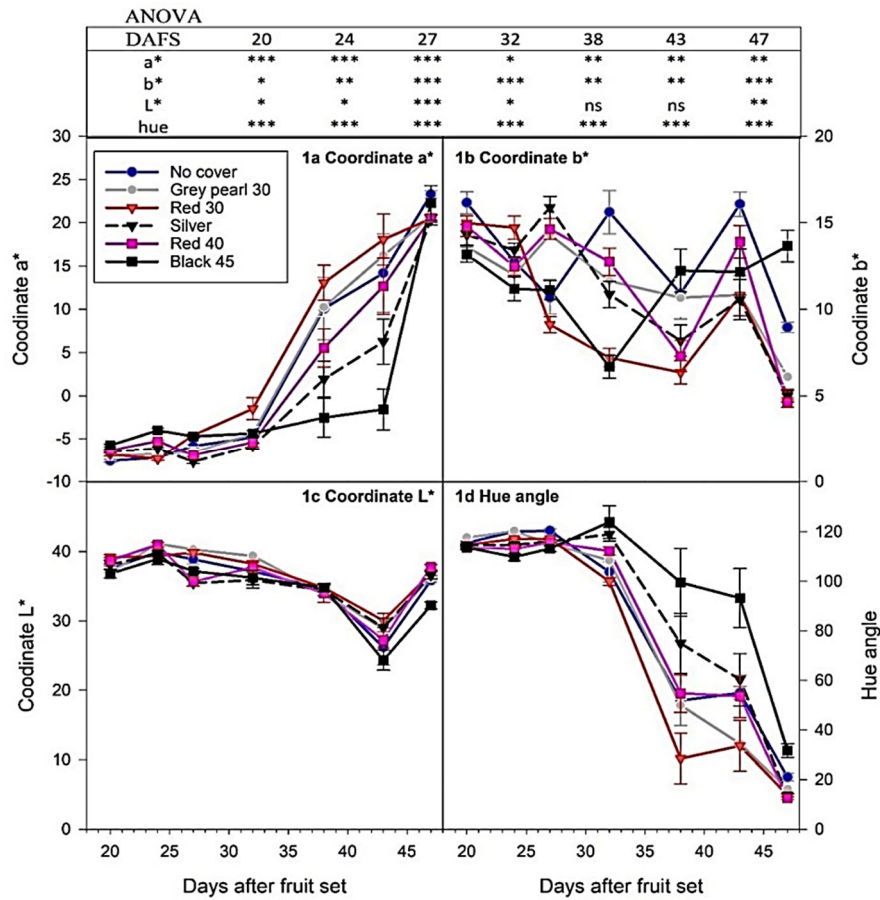 ANOVA
DAFS 20 24 27 32 38 43 47
a* *** *** *** * ** ** **
b* * ** *** *** ** ** ***
L* * * *** * ns ns **
hue *** *** *** *** *** *** ***
30 25 20 15 10 5 0 -5 -10
Coodinate a*
1a Coordinate a*
No cover
Grey pearl 30
Red 30
Silver
Red 40
Black 45
1b Coordinate b*
20 15 10 5 0
Coodinate b*
1c Coordinate L*
40 30 20 10 0
Coodinate L*
1d Hue angle
120 100 80 60 40 20 0
Hue angle
20 25 30 35 40 45
20 25 30 35 40 45
Days after fruit set
Days after fruit set